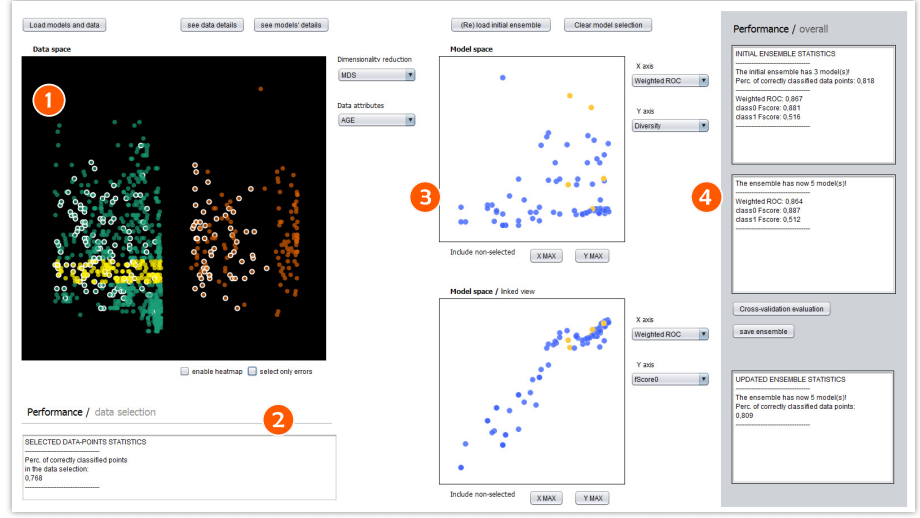 Load models and data
see data details
see models' details
(Re) load initial ensemble
Clear model selection
Performance / overall
Data space
1
Dimensionality reduction
MDS
Data attributes
AGE
enable heatmap
select only errors
Performance / data selection
2
SELECTED DATA-POINTS STATISTICS
Perc. of correctly classified points
in the data selection:
0,768
Model space
3
X axis
Weighted ROC
Y axis
Diversity
Include non-selected
X MAX
Y MAX
Model space / linked view
X axis
Weighted ROC
Y axis
fScore0
Include non-selected
X MAX
Y MAX
4
INITIAL ENSEMBLE STATISTICS
--------------------------------
The initial ensemble has 3 model(s)!
Perc. of correctly classified data points: 0,818
--------------------------------
Weighted ROC: 0,867
class0 Fscore: 0,881
class1 Fscore: 0,516
--------------------------------
The ensemble has now 5 model(s)!
--------------------------------
Weighted ROC: 0,864
class0 Fscore: 0,887
class1 Fscore: 0,512
--------------------------------
Cross-validation evaluation
save ensemble
UPDATED ENSEMBLE STATISTICS
--------------------------------
The ensemble has now 5 model(s)!
Perc. of correctly classified data points:
0,809
--------------------------------